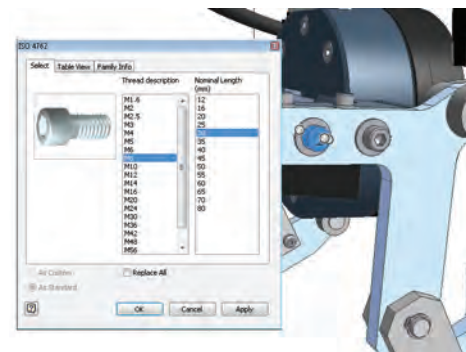 ISO 4762
Select Table View Family Info
Thread description Nominal Length
(mm)
M1.6 12
M2 16
M2.5 20
M3 25
M4 30
M5 35
M6 40
M8 45
M10 50
M12 55
M14 60
M16 65
M20 70
M24 80
M30
M36
M42
M48
M56
As Custom Replace All
As Standard
? OK Cancel Apply